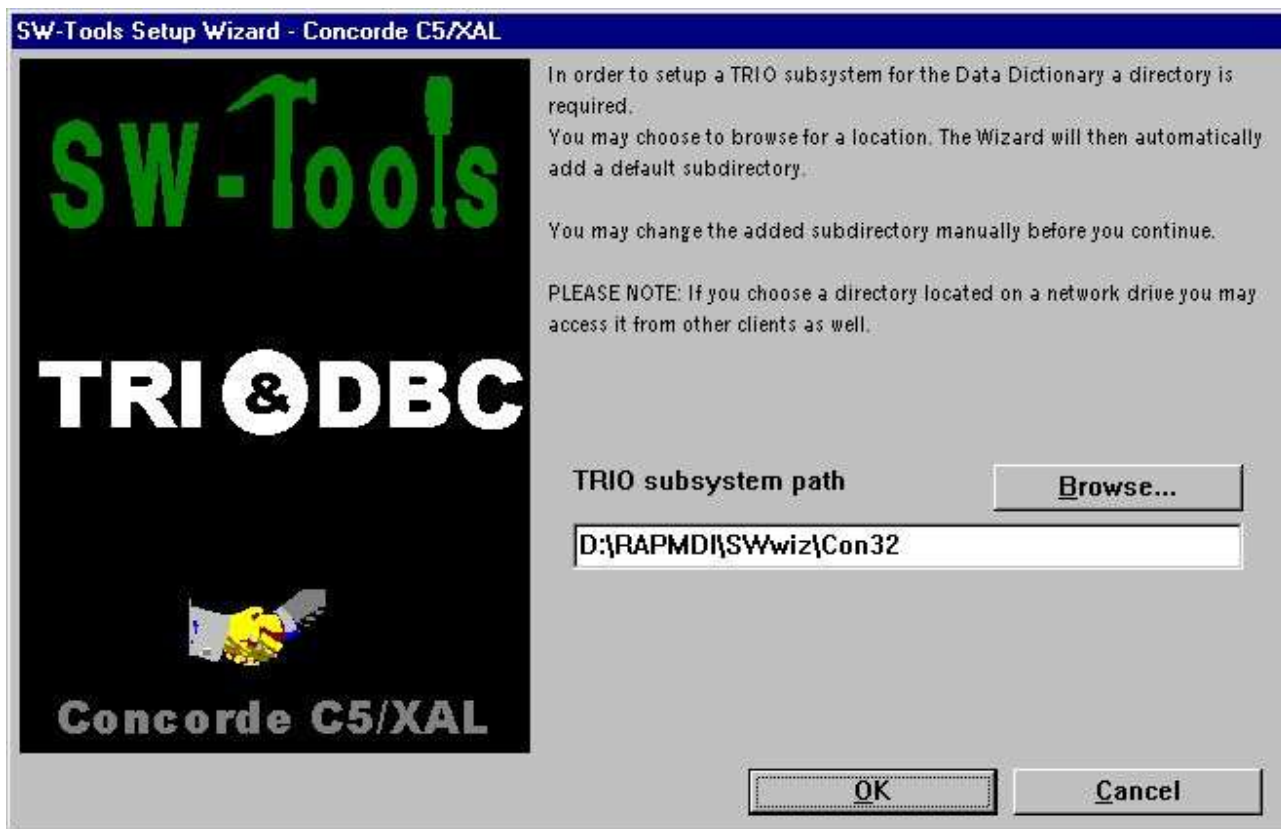 SW-Tools Setup Wizard - Concorde C5/XAL
SW-Tools
TRI&DBC
Concorde C5/XAL
In order to setup a TRIO subsystem for the Data Dictionary a directory is
required.
You may choose to browse for a location. The Wizard will then automatically
add a default subdirectory.
You may change the added subdirectory manually before you continue.
PLEASE NOTE: If you choose a directory located on a network drive you may
access it from other clients as well.
TRIO subsystem path
Browse...
D:\RAPMDI\SWwiz\Con32
OK
Cancel